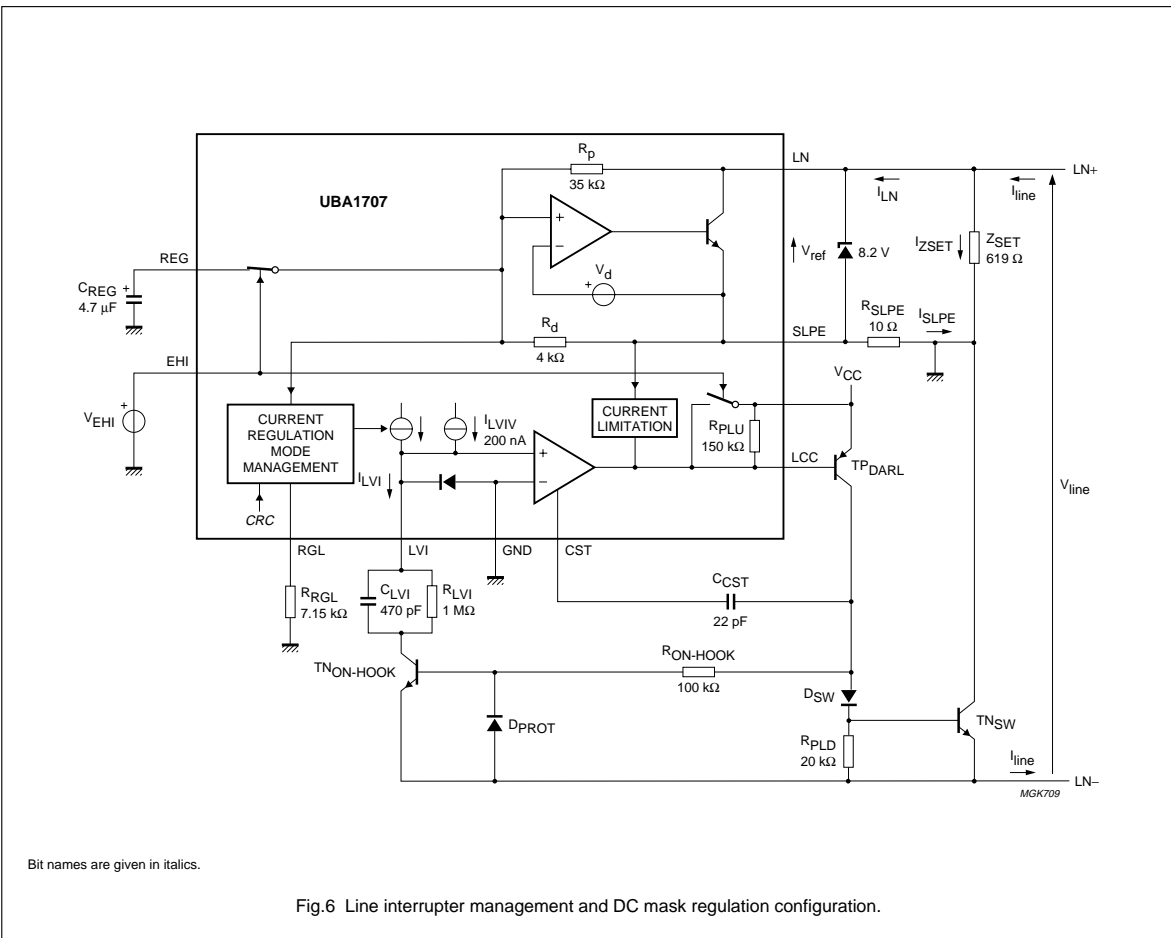 UBA1707
Rp
35 kΩ
LN
LN+
ILN
Iline
REG
CREG
4.7 μF
+
+
−
Vd
+
Vref
8.2 V
IZSET
ZSET
619 Ω
RSLPE
10 Ω
ISLPE
Rd
4 kΩ
SLPE
EHI
VEHI
+
VCC
CURRENT
REGULATION
MODE
MANAGEMENT
ILVIV
200 nA
CURRENT
LIMITATION
RPLU
150 kΩ
LCC
TPDARL
Vline
ILVI
+
−
CRC
RGL
LVI
GND
CST
RRGL
7.15 kΩ
CLVI
470 pF
RLVI
1 MΩ
CCST
22 pF
TNON-HOOK
RON-HOOK
100 kΩ
DSW
TNSW
DPROT
RPLD
20 kΩ
Iline
LN−
MGK709
Bit names are given in italics.
Fig.6 Line interrupter management and DC mask regulation configuration.